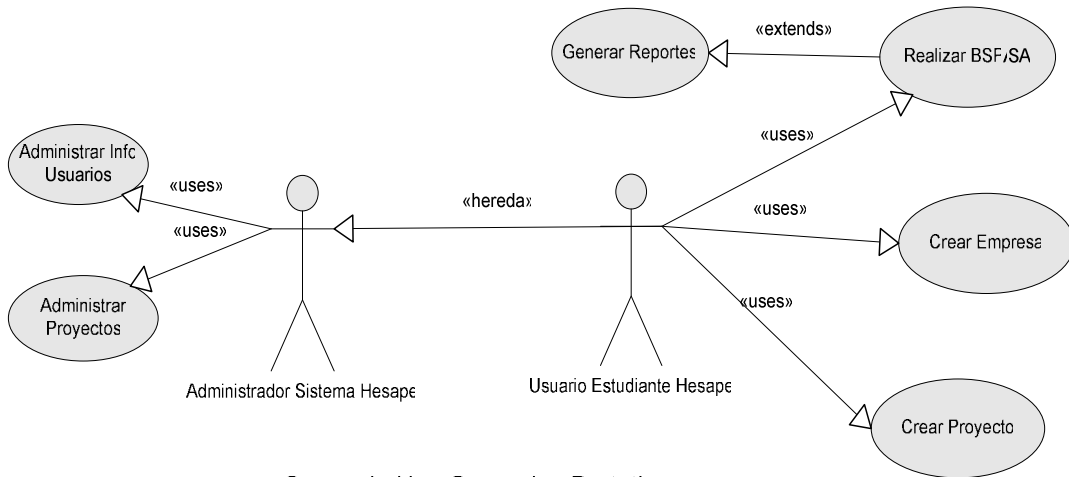 «extends»
Generar Reportes
Realizar BSF/SA
«uses»
Administrar Info
Usuarios
«uses»
«hereda»
«uses»
«uses»
Crear Empresa
Administrar
Proyectos
«uses»
Administrador Sistema Hesape
Usuario Estudiante Hesape
Crear Proyecto